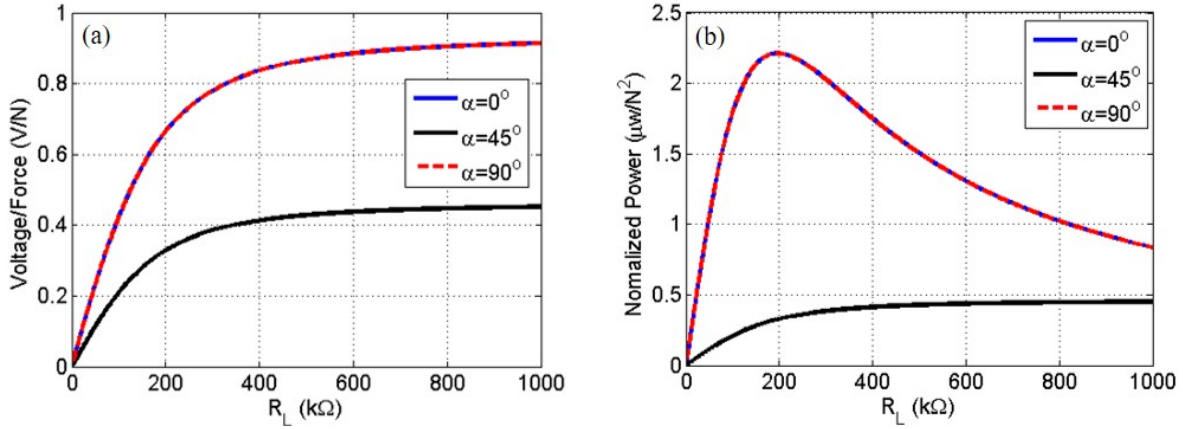 (a)
Voltage/Force (V/N)
1
0.8
0.6
0.4
0.2
0
0 200 400 600 800 1000
R_L (kΩ)
α=0°
α=45°
α=90°
(b)
Nomalized Power (μw/N²)
2.5
2
1.5
1
0.5
0
0 200 400 600 800 1000
R_L (kΩ)
α=0°
α=45°
α=90°